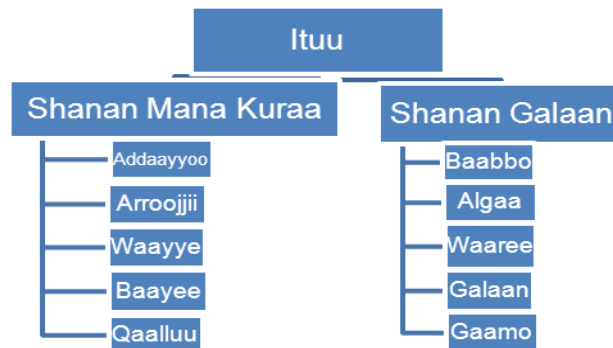 Ituu
Shanan Mana Kuraa
Addaayyoo
Arroojjii
Waayye
Baayee
Qaalluu
Shanan Galaan
Baabbo
Algaa
Waaree
Galaan
Gaamo